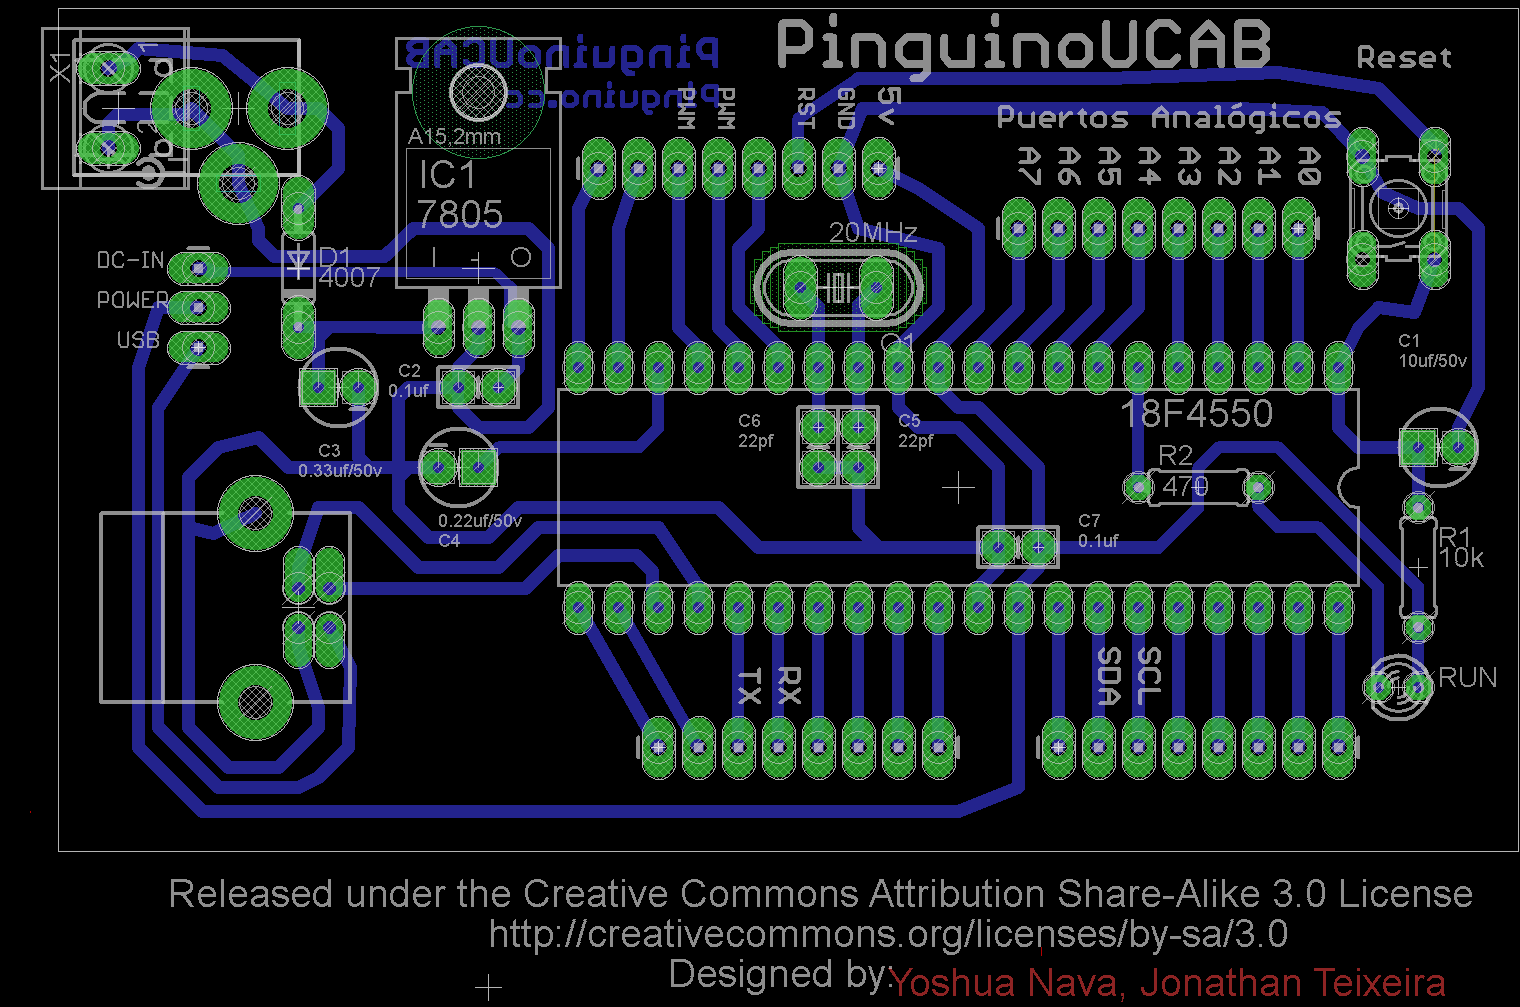 PinguinoUCAB
PinguinoUCAB
Pinguino.cc
Reset
X1
1
2
A15,2mm
IC1
7805
I
-
O
PWM
PWM
RST
GND
5v
Puertos Analógicos
A7
A6
A5
A4
A3
A2
A1
A0
20MHz
Q1
DC-IN
POWER
USB
D1
4007
C1
10uf/50v
C2
0.1uf
C3
0.33uf/50v
0.22uf/50v
C4
C6
22pf
C5
22pf
18F4550
R2
470
C7
0.1uf
R1
10k
TX
RX
SDA
SCL
RUN
Released under the Creative Commons Attribution Share-Alike 3.0 License
http://creativecommons.org/licenses/by-sa/3.0
Designed by:Yoshua Nava, Jonathan Teixeira